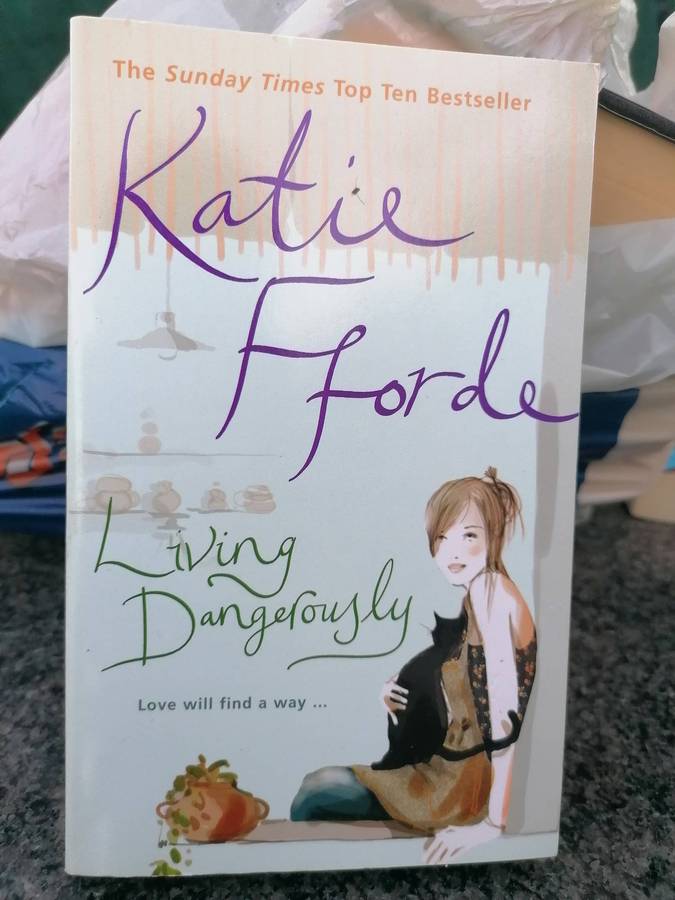 The Sunday Times Top Ten Bestseller
Katie
Fforde
Living
Dangerously
Love will find a way ...